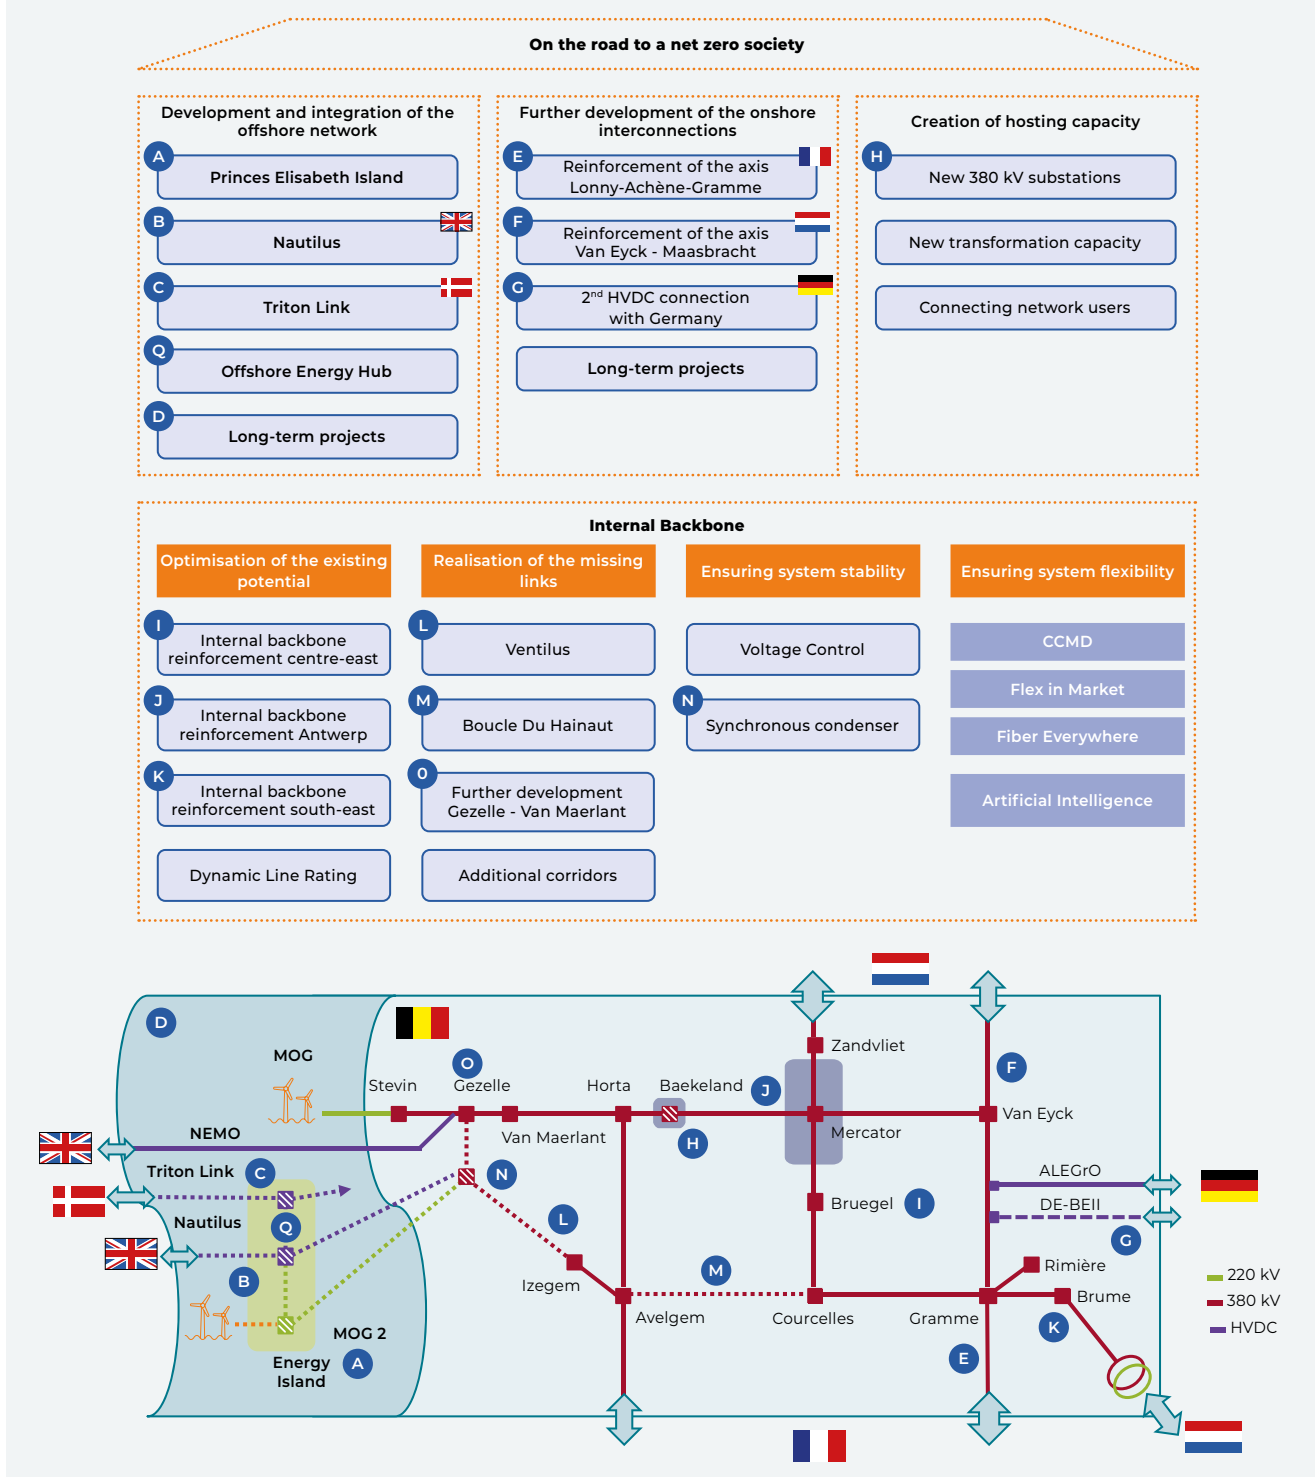 On the road to a net zero society
Development and integration of the
offshore network
A
Princes Elisabeth Island
B
Nautilus
C
Triton Link
Q
Offshore Energy Hub
D
Long-term projects
Further development of the onshore
interconnections
E
Reinforcement of the axis
Lonny-Achène-Gramme
F
Reinforcement of the axis
Van Eyck - Maasbracht
G
2nd HVDC connection
with Germany
Long-term projects
Creation of hosting capacity
H
New 380 kV substations
New transformation capacity
Connecting network users
Internal Backbone
Optimisation of the existing
potential
I
Internal backbone
reinforcement centre-east
J
Internal backbone
reinforcement Antwerp
K
Internal backbone
reinforcement south-east
Dynamic Line Rating
Realisation of the missing
links
L
Ventilus
M
Boucle Du Hainaut
0
Further development
Gezelle - Van Maerlant
Additional corridors
Ensuring system stability
Voltage Control
N
Synchronous condenser
Ensuring system flexibility
CCMD
Flex in Market
Fiber Everywhere
Artificial Intelligence
D
MOG
O
Stevin
Gezelle
Horta
Baekeland
J
Zandvliet
F
Van Maerlant
H
Mercator
Van Eyck
NEMO
Triton Link
C
N
ALEGrO
Nautilus
Q
L
Bruegel
I
DE-BEII
G
B
Izegem
M
Rimière
220 kV
380 kV
HVDC
Avelgem
Courcelles
Gramme
Brume
K
MOG 2
Energy
Island
A
E